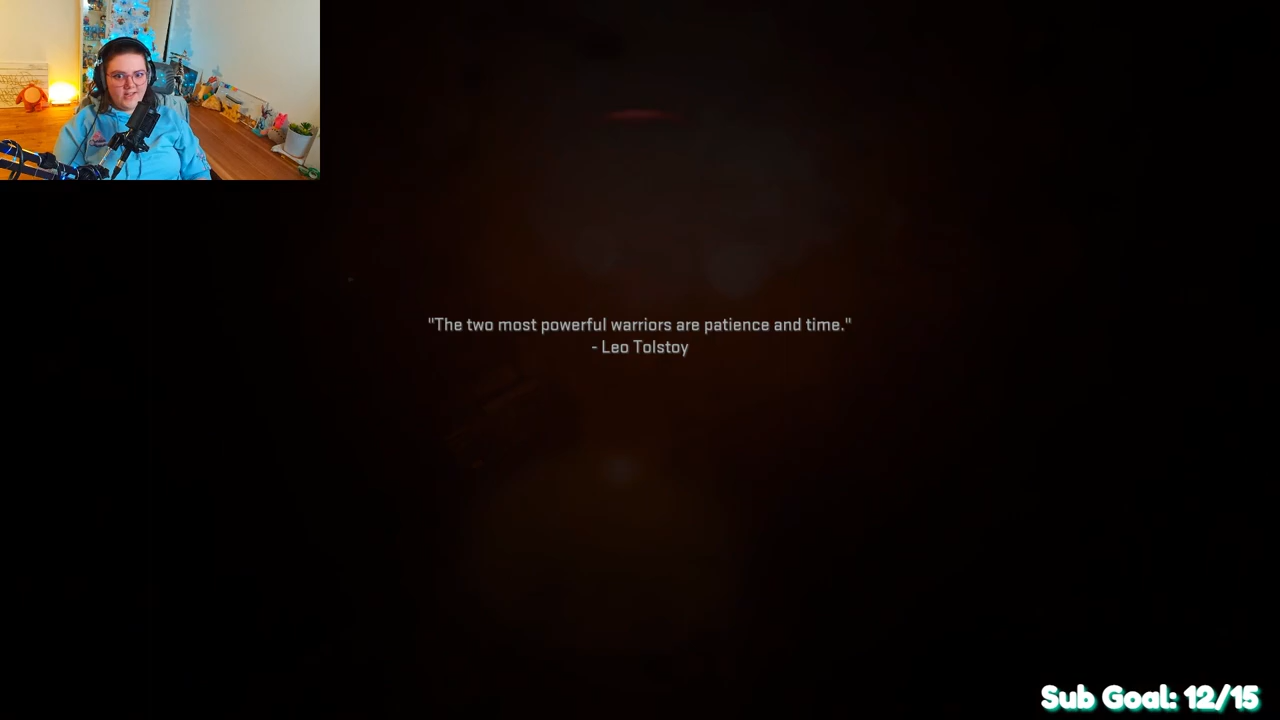 "The two most powerful warriors are patience and time."
- Leo Tolstoy
Sub Goal: 12/15